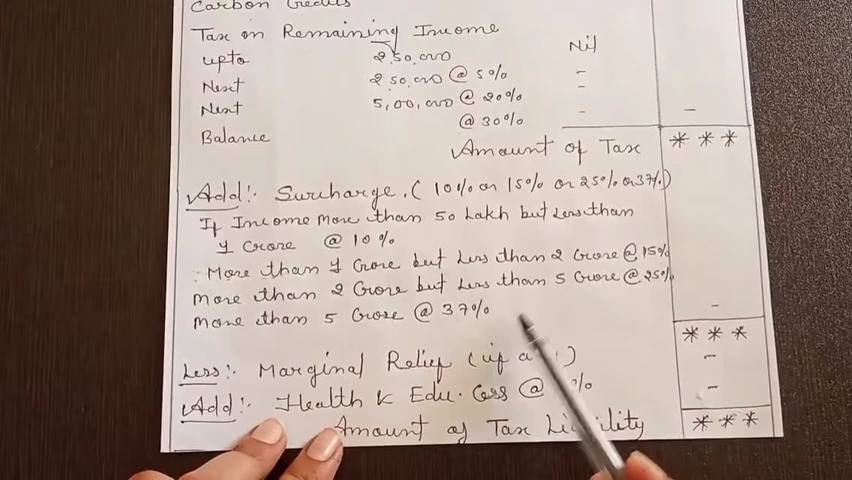 Carbon Credits
Tax on Remaining Income
upto 2,50,000 Nil
Next 2,50,000 @ 5% -
Next 5,00,000 @ 20% -
Balance @ 30% - -
Amount of Tax ***
Add:- Surcharge. (10% or 15% or 25% or 37%)
If Income more than 50 Lakh but Less than
1 Crore @ 10%
: More than 1 Crore but Less than 2 Crore @ 15%
more than 2 Crore but Less than 5 Crore @ 25%
more than 5 Crore @ 37% -
***
Less:- Marginal Relief (if -
Add:- Health & Edu. Cess @ % -
Amount of Tax Liability ***